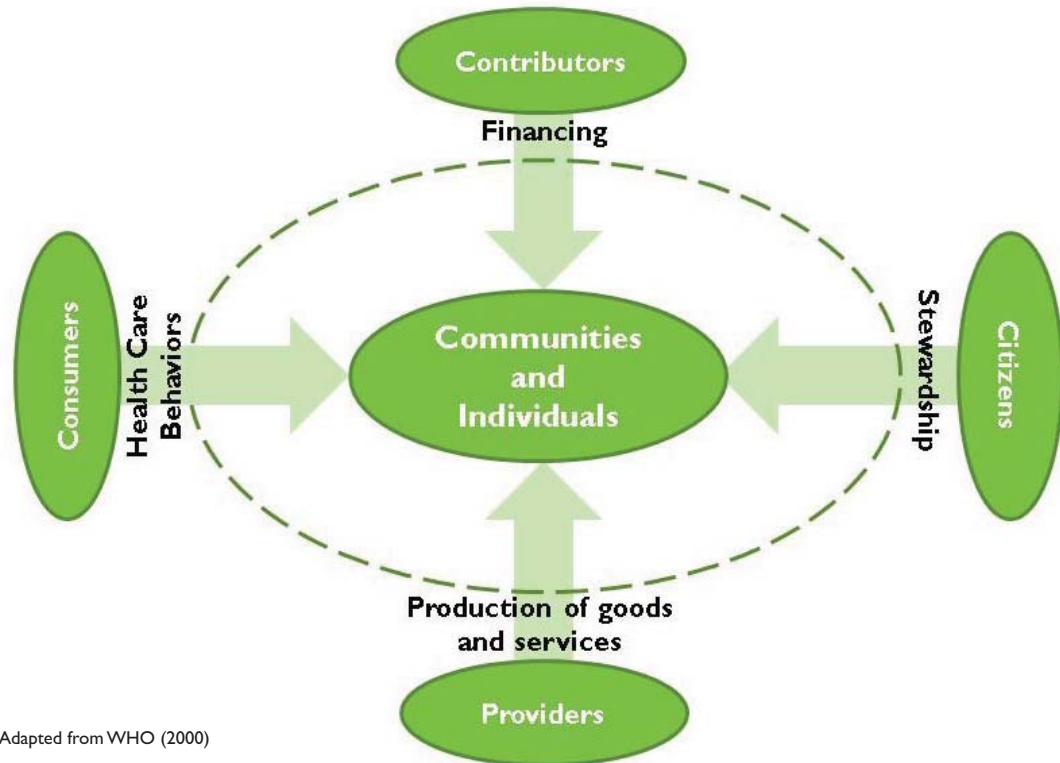 Contributors
Financing
Consumers
Health Care
Behaviors
Communities
and
Individuals
Stewardship
Citizens
Production of goods
and services
Providers
Adapted from WHO (2000)